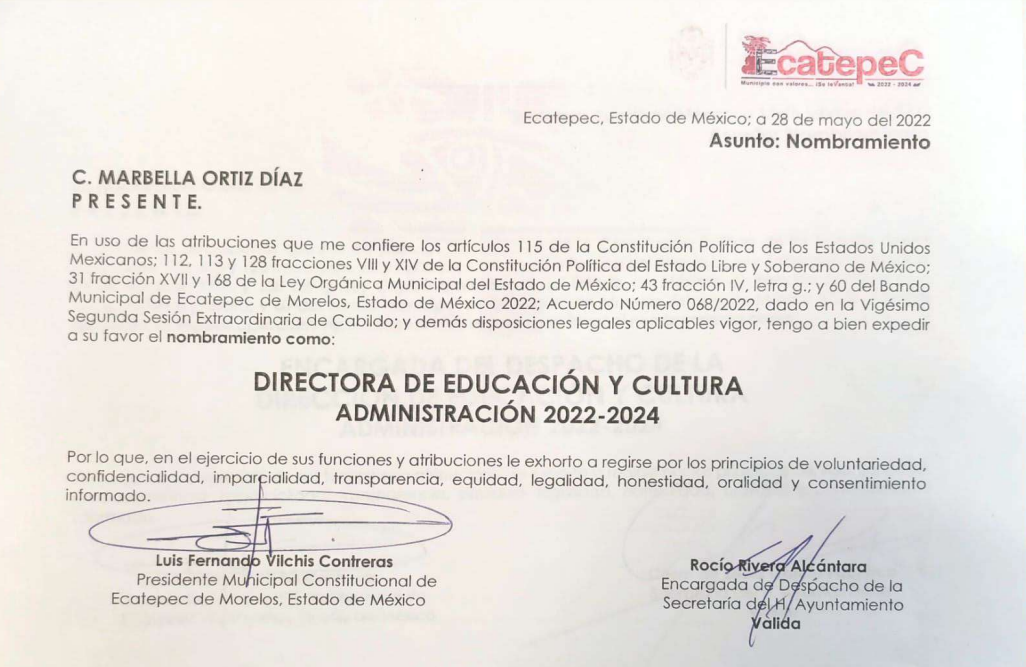 EcatepeC
Municipio con valores... ¡Se levanta! 2022 - 2024
Ecatepec, Estado de México; a 28 de mayo del 2022
Asunto: Nombramiento
C. MARBELLA ORTIZ DÍAZ
P R E S E N T E.
En uso de las atribuciones que me confiere los artículos 115 de la Constitución Política de los Estados Unidos
Mexicanos; 112, 113 y 128 fracciones VIII y XIV de la Constitución Política del Estado Libre y Soberano de México;
31 fracción XVII y 168 de la Ley Orgánica Municipal del Estado de México; 43 fracción IV, letra g.; y 60 del Bando
Municipal de Ecatepec de Morelos, Estado de México 2022; Acuerdo Número 068/2022, dado en la Vigésimo
Segunda Sesión Extraordinaria de Cabildo; y demás disposiciones legales aplicables vigor, tengo a bien expedir
a su favor el nombramiento como:
DIRECTORA DE EDUCACIÓN Y CULTURA
ADMINISTRACIÓN 2022-2024
Por lo que, en el ejercicio de sus funciones y atribuciones le exhorto a regirse por los principios de voluntariedad,
confidencialidad, imparcialidad, transparencia, equidad, legalidad, honestidad, oralidad y consentimiento
informado.
Luis Fernando Vilchis Contreras
Presidente Municipal Constitucional de
Ecatepec de Morelos, Estado de México
Rocío Rivera Alcántara
Encargada de Despacho de la
Secretaría del H. Ayuntamiento
Valida